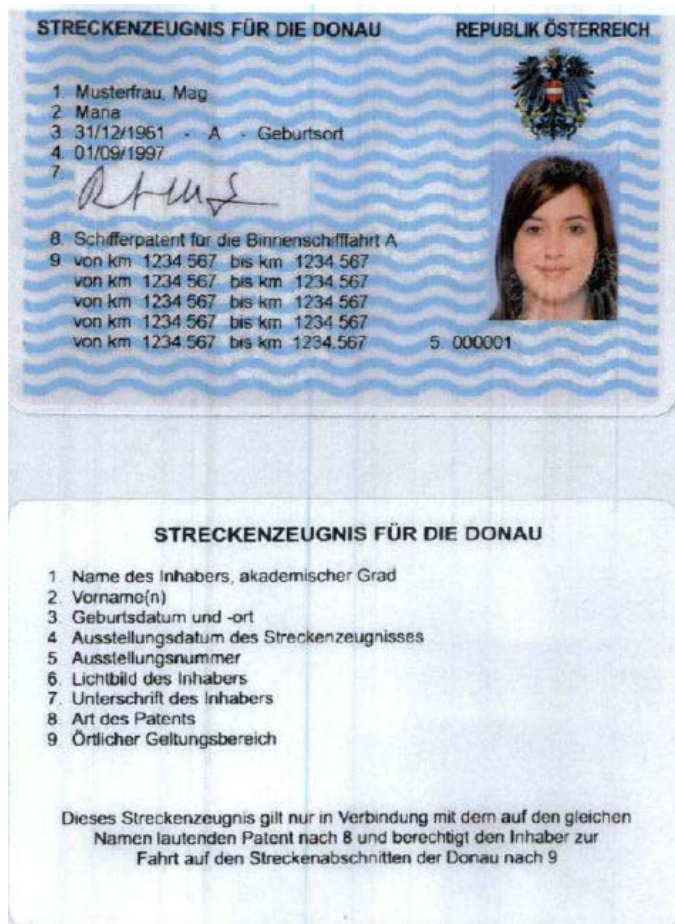 STRECKENZEUGNIS FÜR DIE DONAU REPUBLIK ÖSTERREICH
1 Musterfrau, Mag
2 Maria
3 31/12/1961 - A - Geburtsort
4 01/09/1997
7.
8. Schifferpatent für die Binnenschifffahrt A
9 von km 1234.567 bis km 1234.567
von km 1234.567 bis km 1234.567
von km 1234.567 bis km 1234.567
von km 1234.567 bis km 1234.567
von km 1234.567 bis km 1234.567
5. 000001
STRECKENZEUGNIS FÜR DIE DONAU
1. Name des Inhabers, akademischer Grad
2. Vorname(n)
3. Geburtsdatum und -ort
4 Ausstellungsdatum des Streckenzeugnisses
5 Ausstellungsnummer
6. Lichtbild des Inhabers
7. Unterschrift des Inhabers
8 Art des Patents
9. Örtlicher Geltungsbereich
Dieses Streckenzeugnis gilt nur in Verbindung mit dem auf den gleichen
Namen lautenden Patent nach 8 und berechtigt den Inhaber zur
Fahrt auf den Streckenabschnitten der Donau nach 9